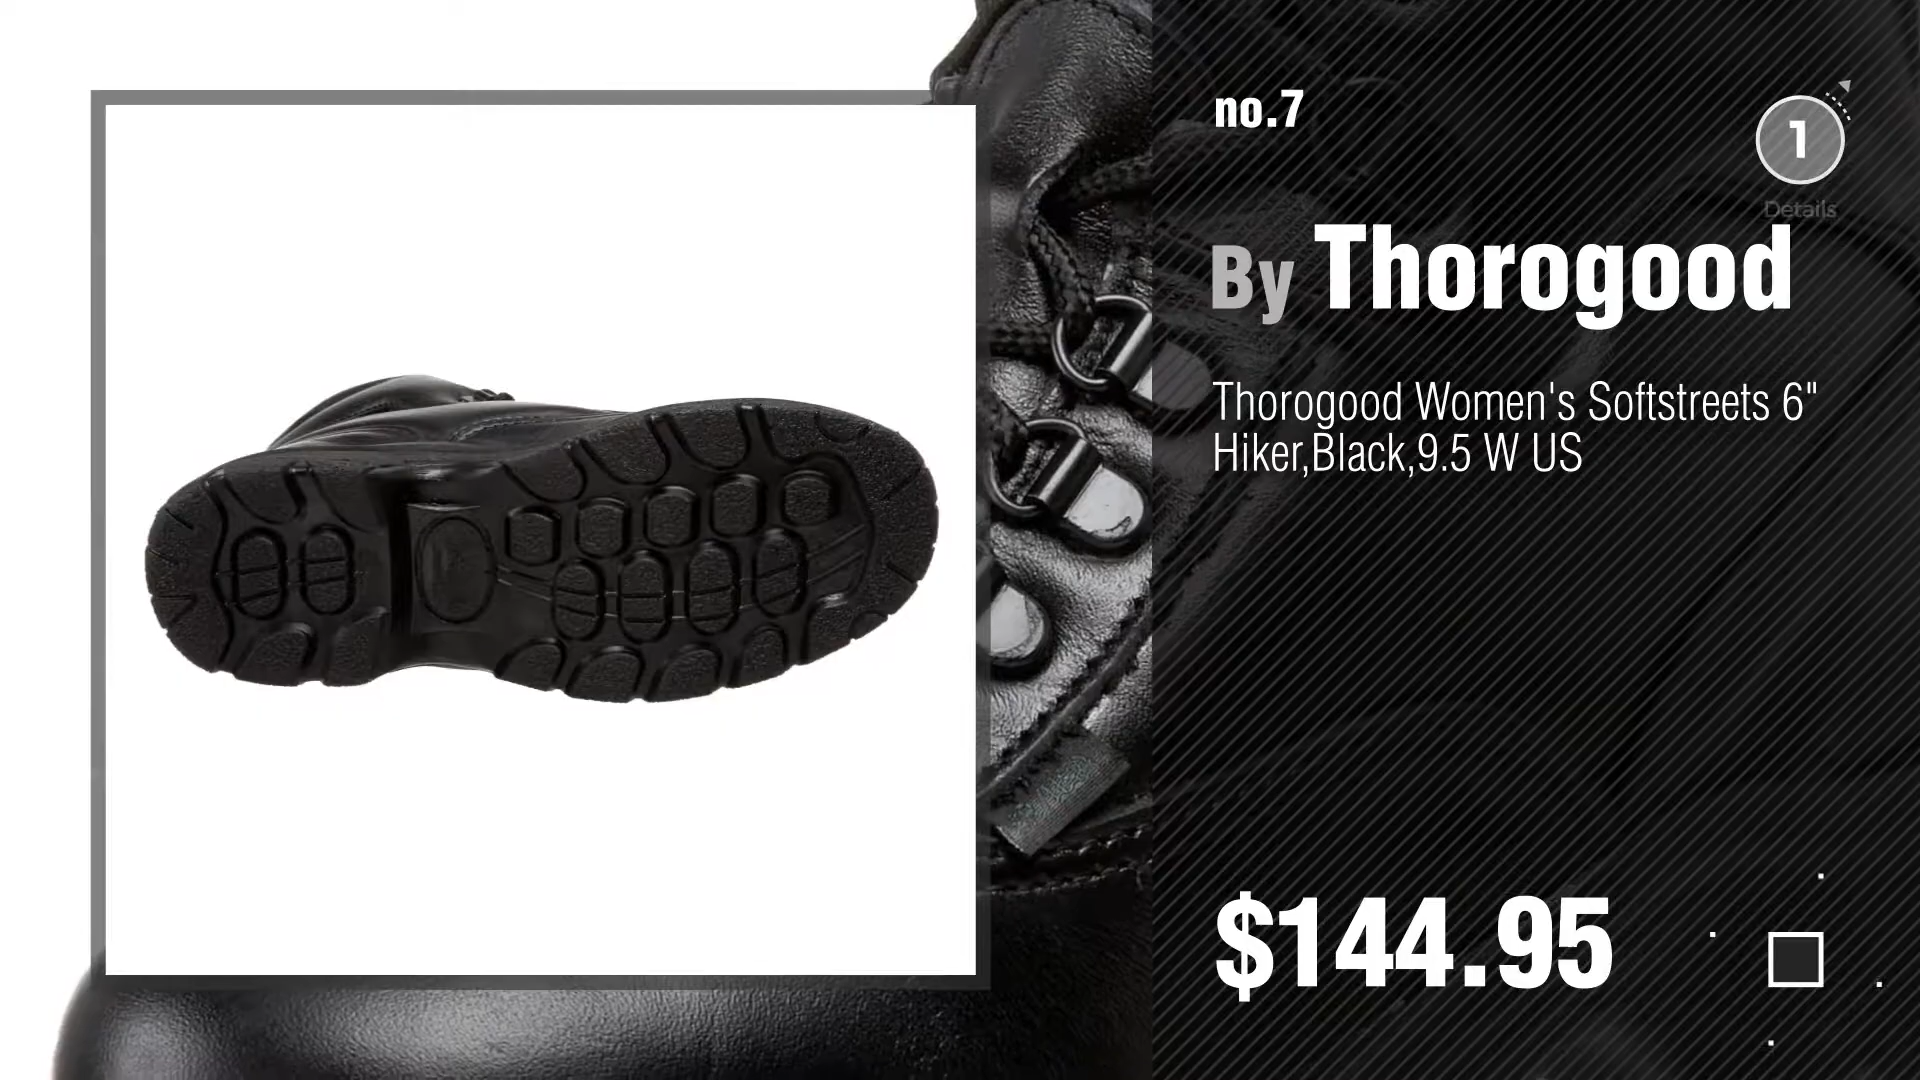 no.7
1
Details
By Thorogood
Thorogood Women's Softstreets 6"
Hiker,Black,9.5 W US
$144.95